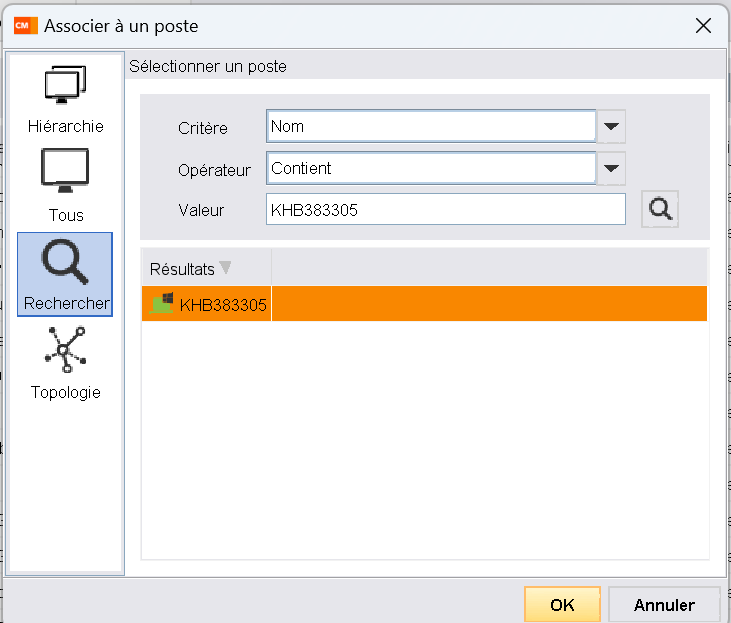 CM Associer à un poste
Sélectionner un poste
Hiérarchie
Tous
Rechercher
Topologie
Critère Nom
Opérateur Contient
Valeur KHB383305
Résultats
KHB383305
OK Annuler